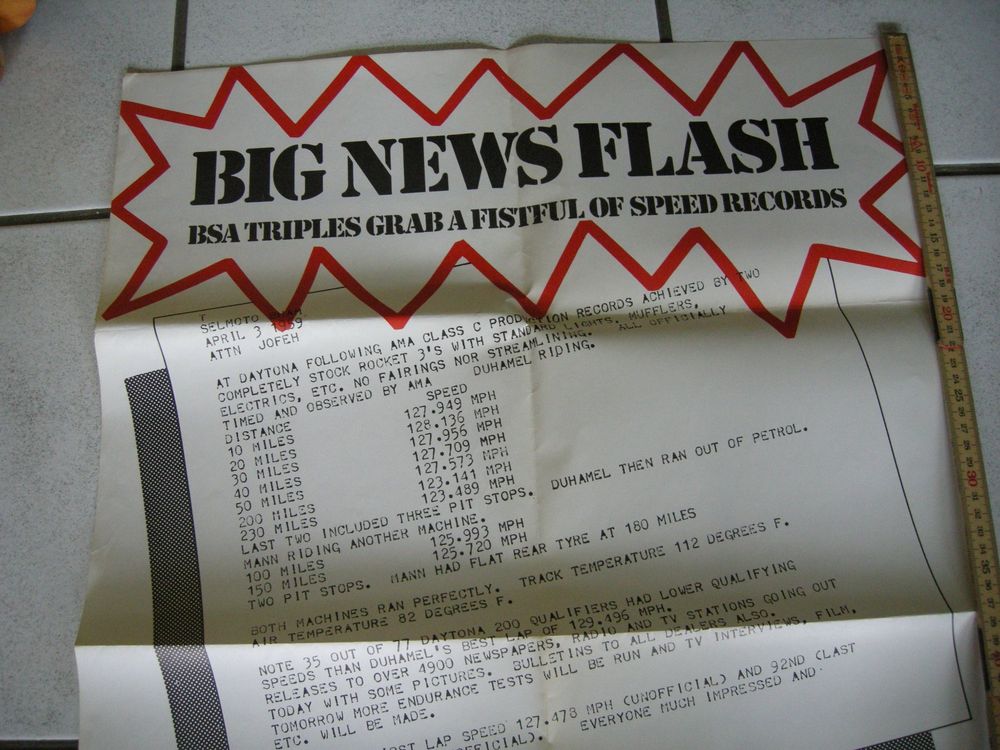 BIG NEWS FLASH
BSA TRIPLES GRAB A FISTFUL OF SPEED RECORDS
T
SELMOTO
APRIL 3 1969
ATTN JOFEH
AT DAYTONA FOLLOWING AMA CLASS C PRODUCTION RECORDS ACHIEVED BY TWO
COMPLETELY STOCK ROCKET 3'S WITH STANDARD LIGHTS, MUFFLERS,
ELECTRICS, ETC. NO FAIRINGS NOR STREAMLINING. ALL OFFICIALLY
TIMED AND OBSERVED BY AMA DUHAMEL RIDING.
DISTANCE SPEED
10 MILES 127.949 MPH
20 MILES 128.136 MPH
30 MILES 127.956 MPH
40 MILES 127.709 MPH
50 MILES 127.573 MPH
200 MILES 123.141 MPH
230 MILES 123.489 MPH
LAST TWO INCLUDED THREE PIT STOPS. DUHAMEL THEN RAN OUT OF PETROL.
MANN RIDING ANOTHER MACHINE.
100 MILES 125.993 MPH
150 MILES 125.720 MPH
TWO PIT STOPS. MANN HAD FLAT REAR TYRE AT 180 MILES
BOTH MACHINES RAN PERFECTLY. TRACK TEMPERATURE 112 DEGREES F.
AIR TEMPERATURE 82 DEGREES F.
NOTE 35 OUT OF 77 DAYTONA 200 QUALIFIERS HAD LOWER QUALIFYING
SPEEDS THAN DUHAMEL'S BEST LAP OF 129.496 MPH.
RELEASES TO OVER 4900 NEWSPAPERS, RADIO AND TV STATIONS GOING OUT
TODAY WITH SOME PICTURES. BULLETINS TO ALL DEALERS ALSO.
TOMORROW MORE ENDURANCE TESTS WILL BE RUN AND TV INTERVIEWS, FILM,
ETC. WILL BE MADE.
LAP SPEED 127.478 MPH (UNOFFICIAL) AND 92ND (LAST
EVERYONE MUCH IMPRESSED AND